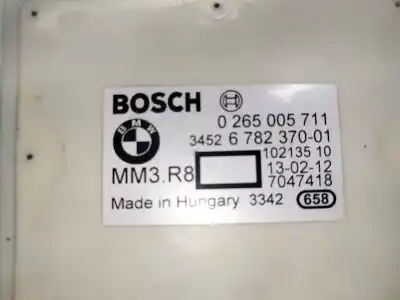 BOSCH 0 265 005 711
BMW 3452 6 782 370-01
102135 10
MM3.R8 13-02-12
7047418
Made in Hungary 3342 658